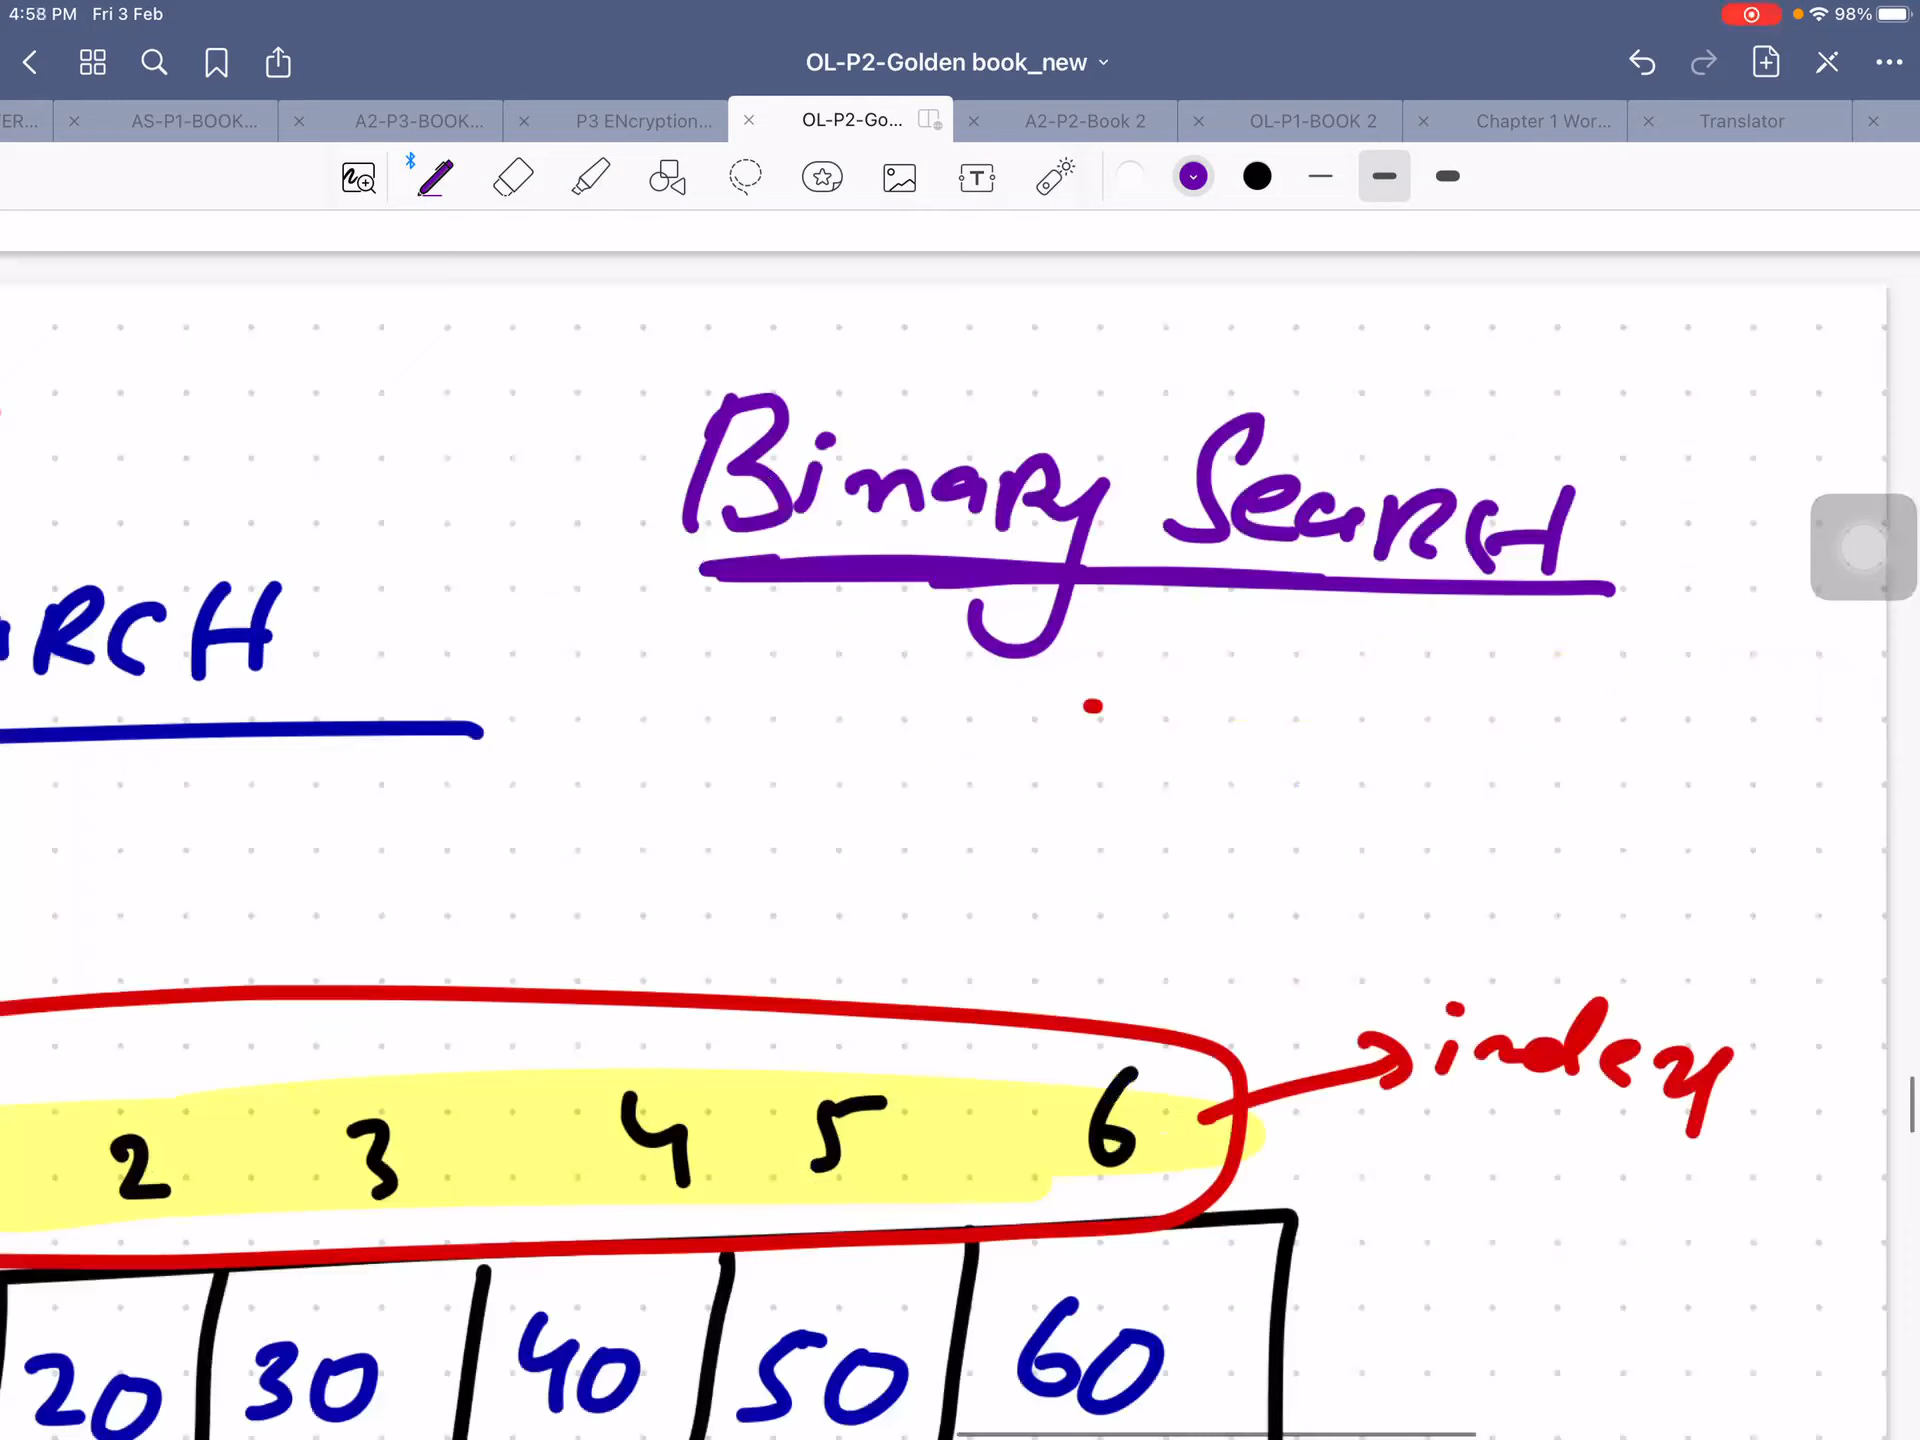 4:58 PM Fri 3 Feb
98%
OL-P2-Golden book_new
ER...
AS-P1-BOOK...
A2-P3-BOOK...
P3 ENcryption...
OL-P2-Go...
A2-P2-Book 2
OL-P1-BOOK 2
Chapter 1 Wor...
Translator
Binary SeaRH
ARCH
index
2 3 4 5 6
20 30 40 50 60